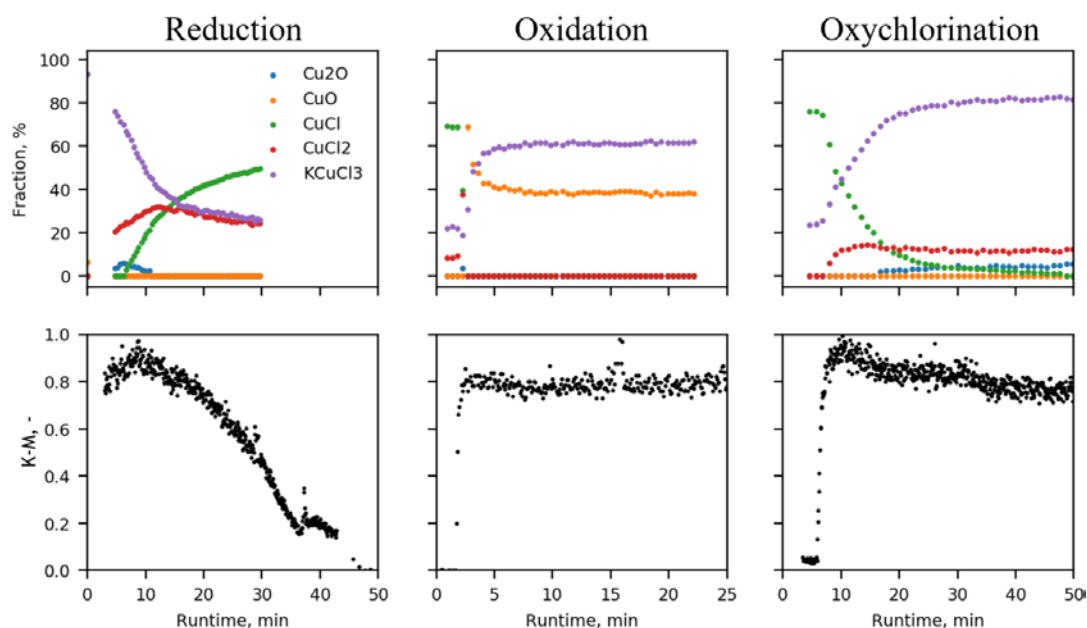 Reduction
Oxidation
Oxychlorination
100
80
60
40
20
0
Fraction, %
Cu2O
CuO
CuCl
CuCl2
KCuCl3
1.0
0.8
0.6
0.4
0.2
0.0
K-M, -
0 10 20 30 40 50
Runtime, min
0 5 10 15 20 25
Runtime, min
0 10 20 30 40 50
Runtime, min